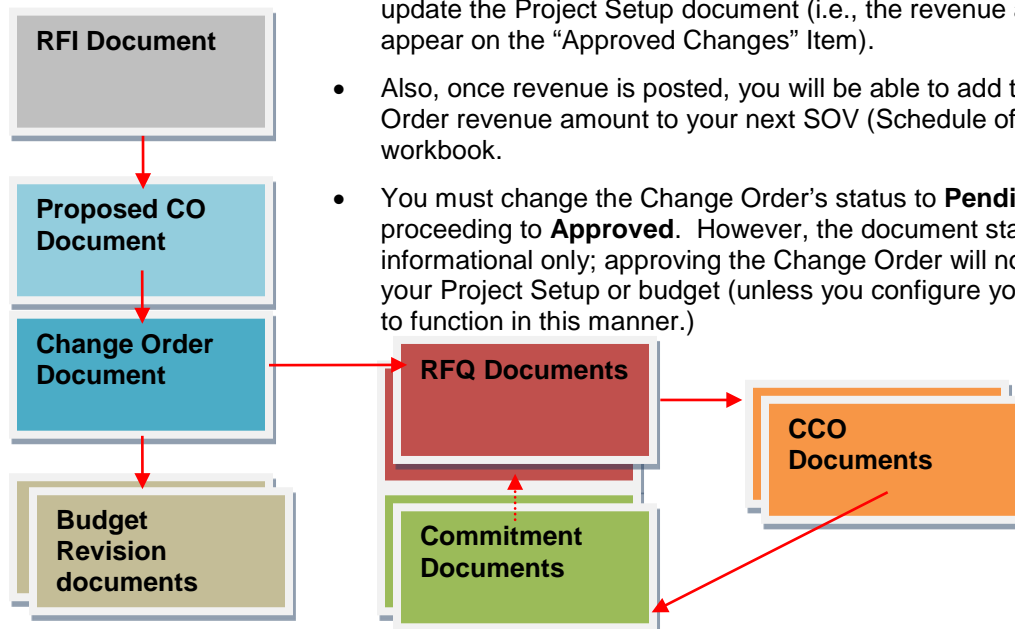 update the Project Setup document (i.e., the revenue
appear on the “Approved Changes” Item).
• Also, once revenue is posted, you will be able to add
Order revenue amount to your next SOV (Schedule of
workbook.
• You must change the Change Order’s status to
proceeding to Approved. However, the document
informational only; approving the Change Order will
your Project Setup or budget (unless you configure
to function in this manner.)
RFI Document
Proposed CO
Document
Change Order
Document
Budget
Revision
documents
RFQ Documents
Commitment
Documents
CCO
Documents